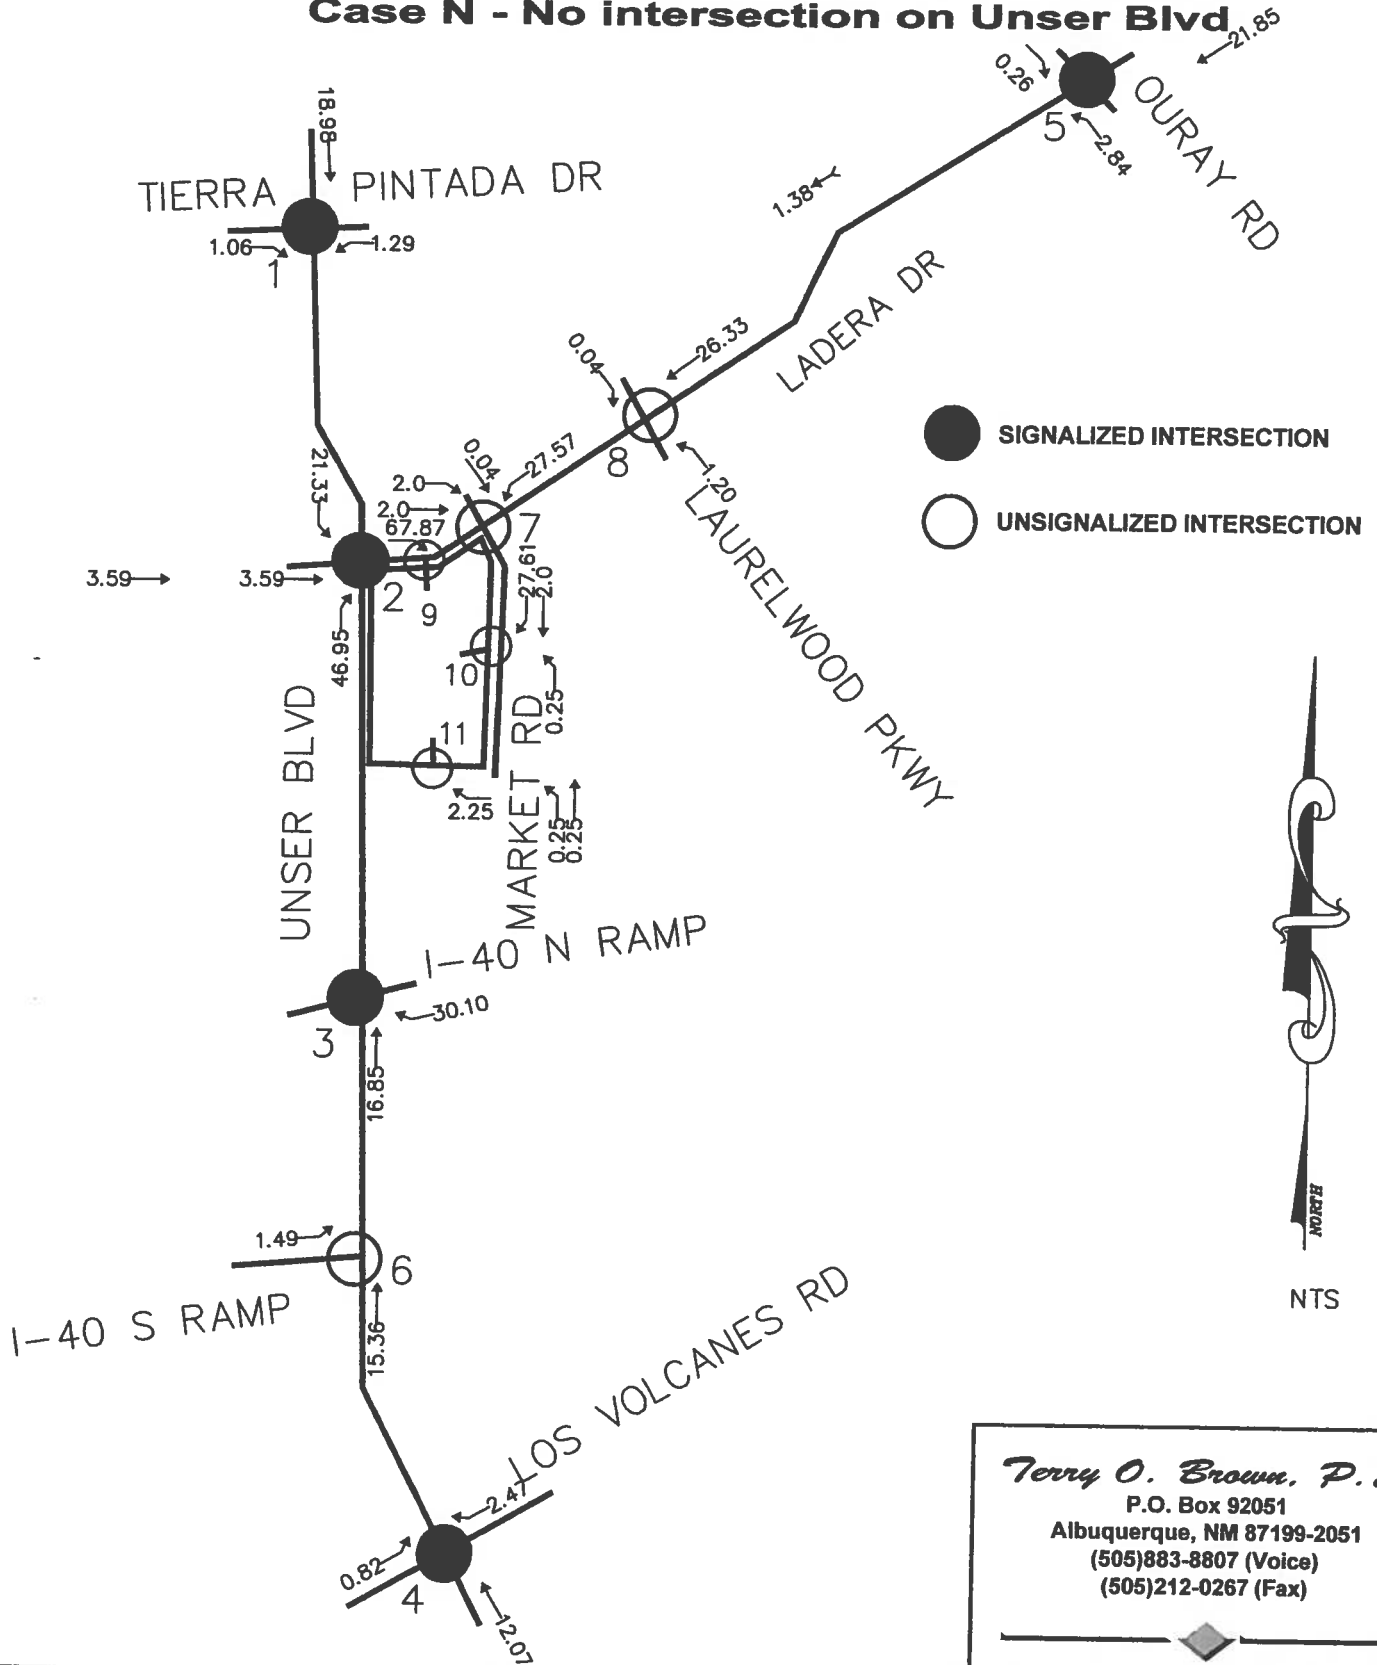 Case N - No intersection on Unser Blvd
21.85
0.26
5
2.84
OURAY RD
18.98
TIERRA PINTADA DR
1.06
1.29
1
1.38
LADERA DR
26.33
0.04
8
1.20
LAURELWOOD PKWY
SIGNALIZED INTERSECTION
UNSIGNALIZED INTERSECTION
21.33
0.04
27.57
2.0
2.0
67.87
7
3.59
3.59
2
9
27.61
2.0
46.95
10
0.25
UNSER BLVD
11
2.25
MARKET RD
0.25
0.25
I-40 N RAMP
30.10
3
16.85
1.49
6
I-40 S RAMP
15.36
LOS VOLCANES RD
2.47
0.82
4
12.07
NORTH
NTS
Terry O. Brown, P.
P.O. Box 92051
Albuquerque, NM 87199-2051
(505)883-8807 (Voice)
(505)212-0267 (Fax)